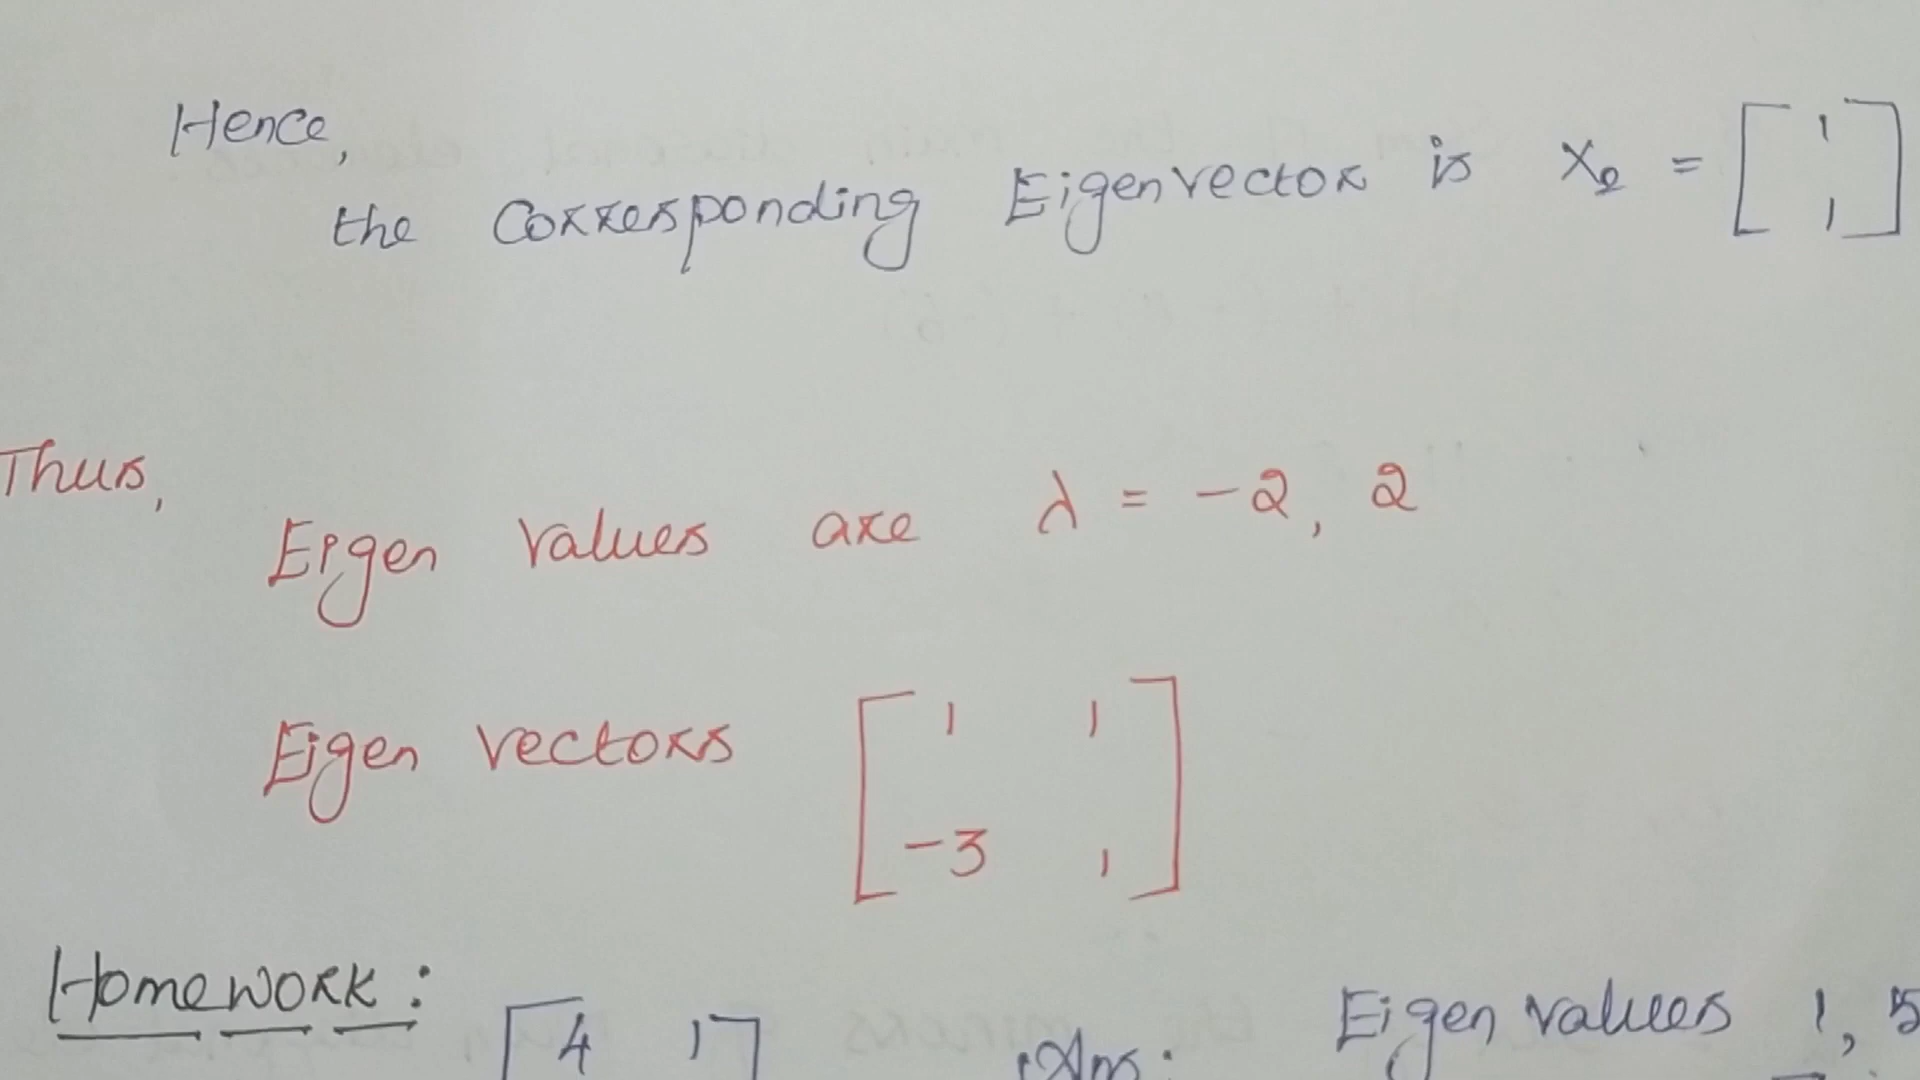 Hence,
the corresponding Eigenvector is X₂ = [1 1]
Thus,
Eigen values are λ = -2, 2
Eigen vectors [1 1
-3 1]
Homework:
[4 1] Ans: Eigen values 1, 5